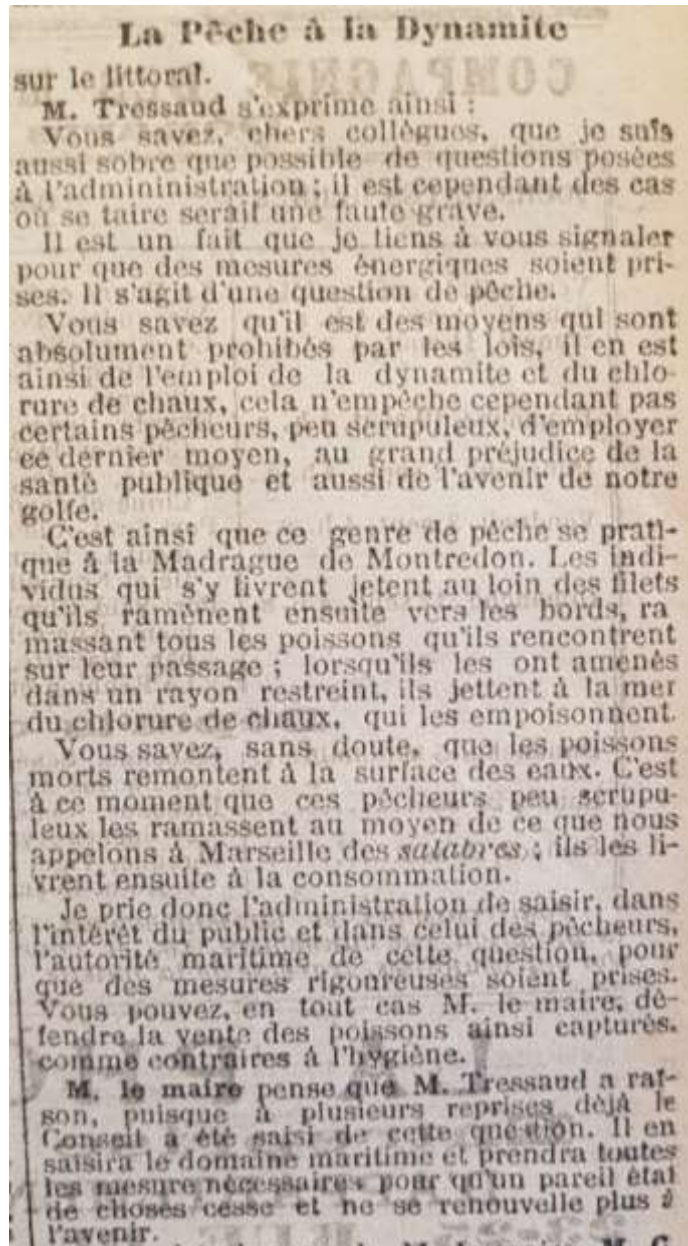 La Pêche à la Dynamite
sur le littoral.
M. Tressaud s'exprime ainsi :
Vous savez, chers collègues, que je suis
aussi sobre que possible de questions posées
à l'admininistration ; il est cependant des cas
où se taire serait une faute grave.
Il est un fait que je tiens à vous signaler
pour que des mesures énergiques soient pri-
ses. Il s'agit d'une question de pêche.
Vous savez qu'il est des moyens qui sont
absolument prohibés par les lois, il en est
ainsi de l'emploi de la dynamite et du chlo-
rure de chaux, cela n'empêche cependant pas
certains pêcheurs, peu scrupuleux, d'employer
ce dernier moyen, au grand préjudice de la
santé publique et aussi de l'avenir de notre
golfe.
C'est ainsi que ce genre de pêche se prati-
que à la Madrague de Montredon. Les indi-
vidus qui s'y livrent jetent au loin des filets
qu'ils ramènent ensuite vers les bords, ra
massant tous les poissons qu'ils rencontrent
sur leur passage ; lorsqu'ils les ont amenés
dans un rayon restreint, ils jettent à la mer
du chlorure de chaux, qui les empoisonnent.
Vous savez, sans doute, que les poissons
morts remontent à la surface des eaux. C'est
à ce moment que ces pêcheurs peu scrupu-
leux les ramassent au moyen de ce que nous
appelons à Marseille des salabres ; ils les li-
vrent ensuite à la consommation.
Je prie donc l'administration de saisir, dans
l'intérêt du public et dans celui des pêcheurs,
l'autorité maritime de cette question, pour
que des mesures rigoureuses soient prises.
Vous pouvez, en tout cas M. le maire, dé-
fendre la vente des poissons ainsi capturés,
comme contraires à l'hygiène.
M. le maire pense que M. Tressaud a rai-
son, puisque à plusieurs reprises déjà le
Conseil a été saisi de cette question. Il en
saisira le domaine maritime et prendra toutes
les mesure nécessaires pour qu'un pareil état
de choses cesse et ne se renouvelle plus à
l'avenir.